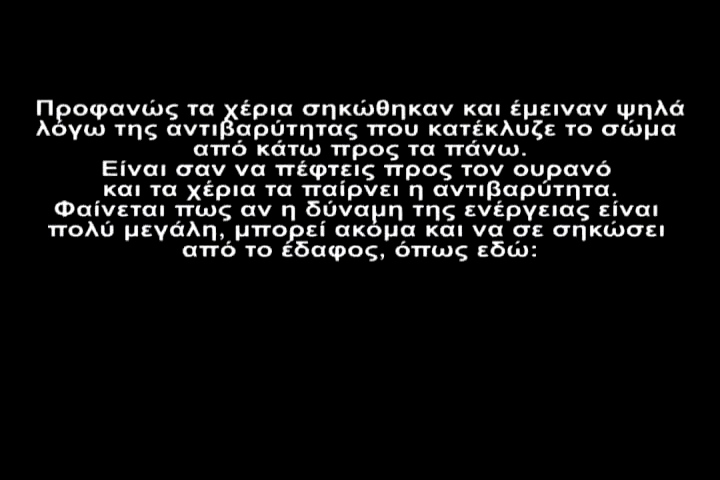 Προφανώς τα χέρια σηκώθηκαν και έμειναν ψηλά
λόγω της αντιβαρύτητας που κατέκλυζε το σώμα
από κάτω προς τα πάνω.
Είναι σαν να πέφτεις προς τον ουρανό
και τα χέρια τα παίρνει η αντιβαρύτητα.
Φαίνεται πως αν η δύναμη της ενέργειας είναι
πολύ μεγάλη, μπορεί ακόμα και να σε σηκώσει
από το έδαφος, όπως εδώ: